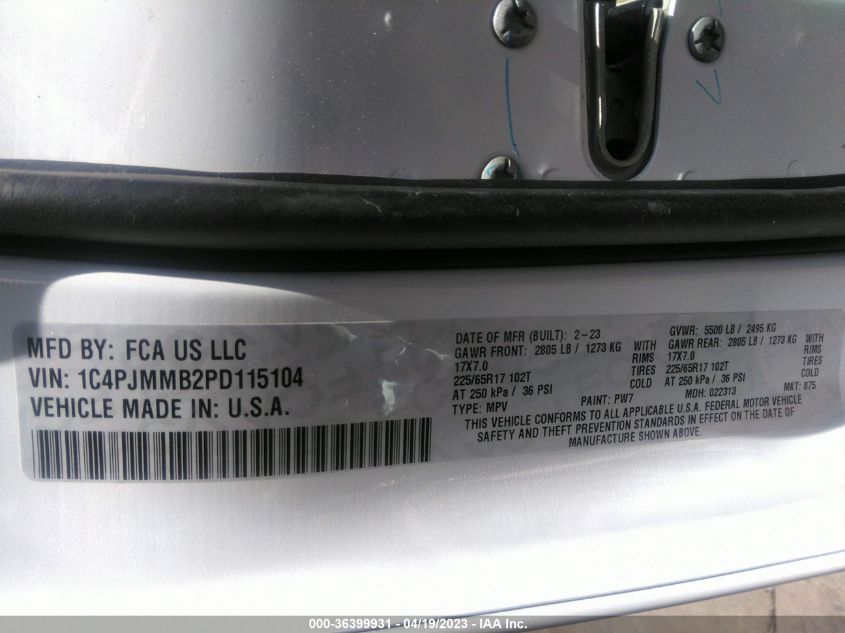 MFD BY: FCA US LLC
VIN: 1C4PJMMB2PD115104
VEHICLE MADE IN: U.S.A.
DATE OF MFR (BUILT): 2-23 GVWR: 5500 LB / 2495 KG
GAWR FRONT: 2805 LB / 1273 KG WITH GAWR REAR: 2805 LB / 1273 KG WITH
17X7.0 RIMS 17X7.0 RIMS
225/65R17 102T TIRES 225/65R17 102T TIRES
AT 250 kPa / 36 PSI COLD AT 250 kPa / 36 PSI COLD
TYPE: MPV PAINT: PW7 MDH: 022313 MKT: 875
THIS VEHICLE CONFORMS TO ALL APPLICABLE U.S.A. FEDERAL MOTOR VEHICLE
SAFETY AND THEFT PREVENTION STANDARDS IN EFFECT ON THE DATE OF
MANUFACTURE SHOWN ABOVE.
000-36399931 - 04/19/2023 - IAA Inc.